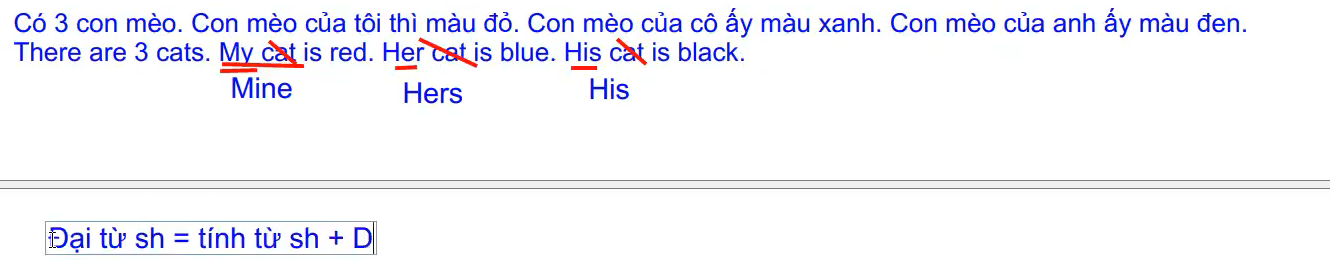 Có 3 con mèo. Con mèo của tôi thì màu đỏ. Con mèo của cô ấy màu xanh. Con mèo của anh ấy màu đen.
There are 3 cats. My cat is red. Her cat is blue. His cat is black.
Mine Hers His
Đại từ sh = tính từ sh + D